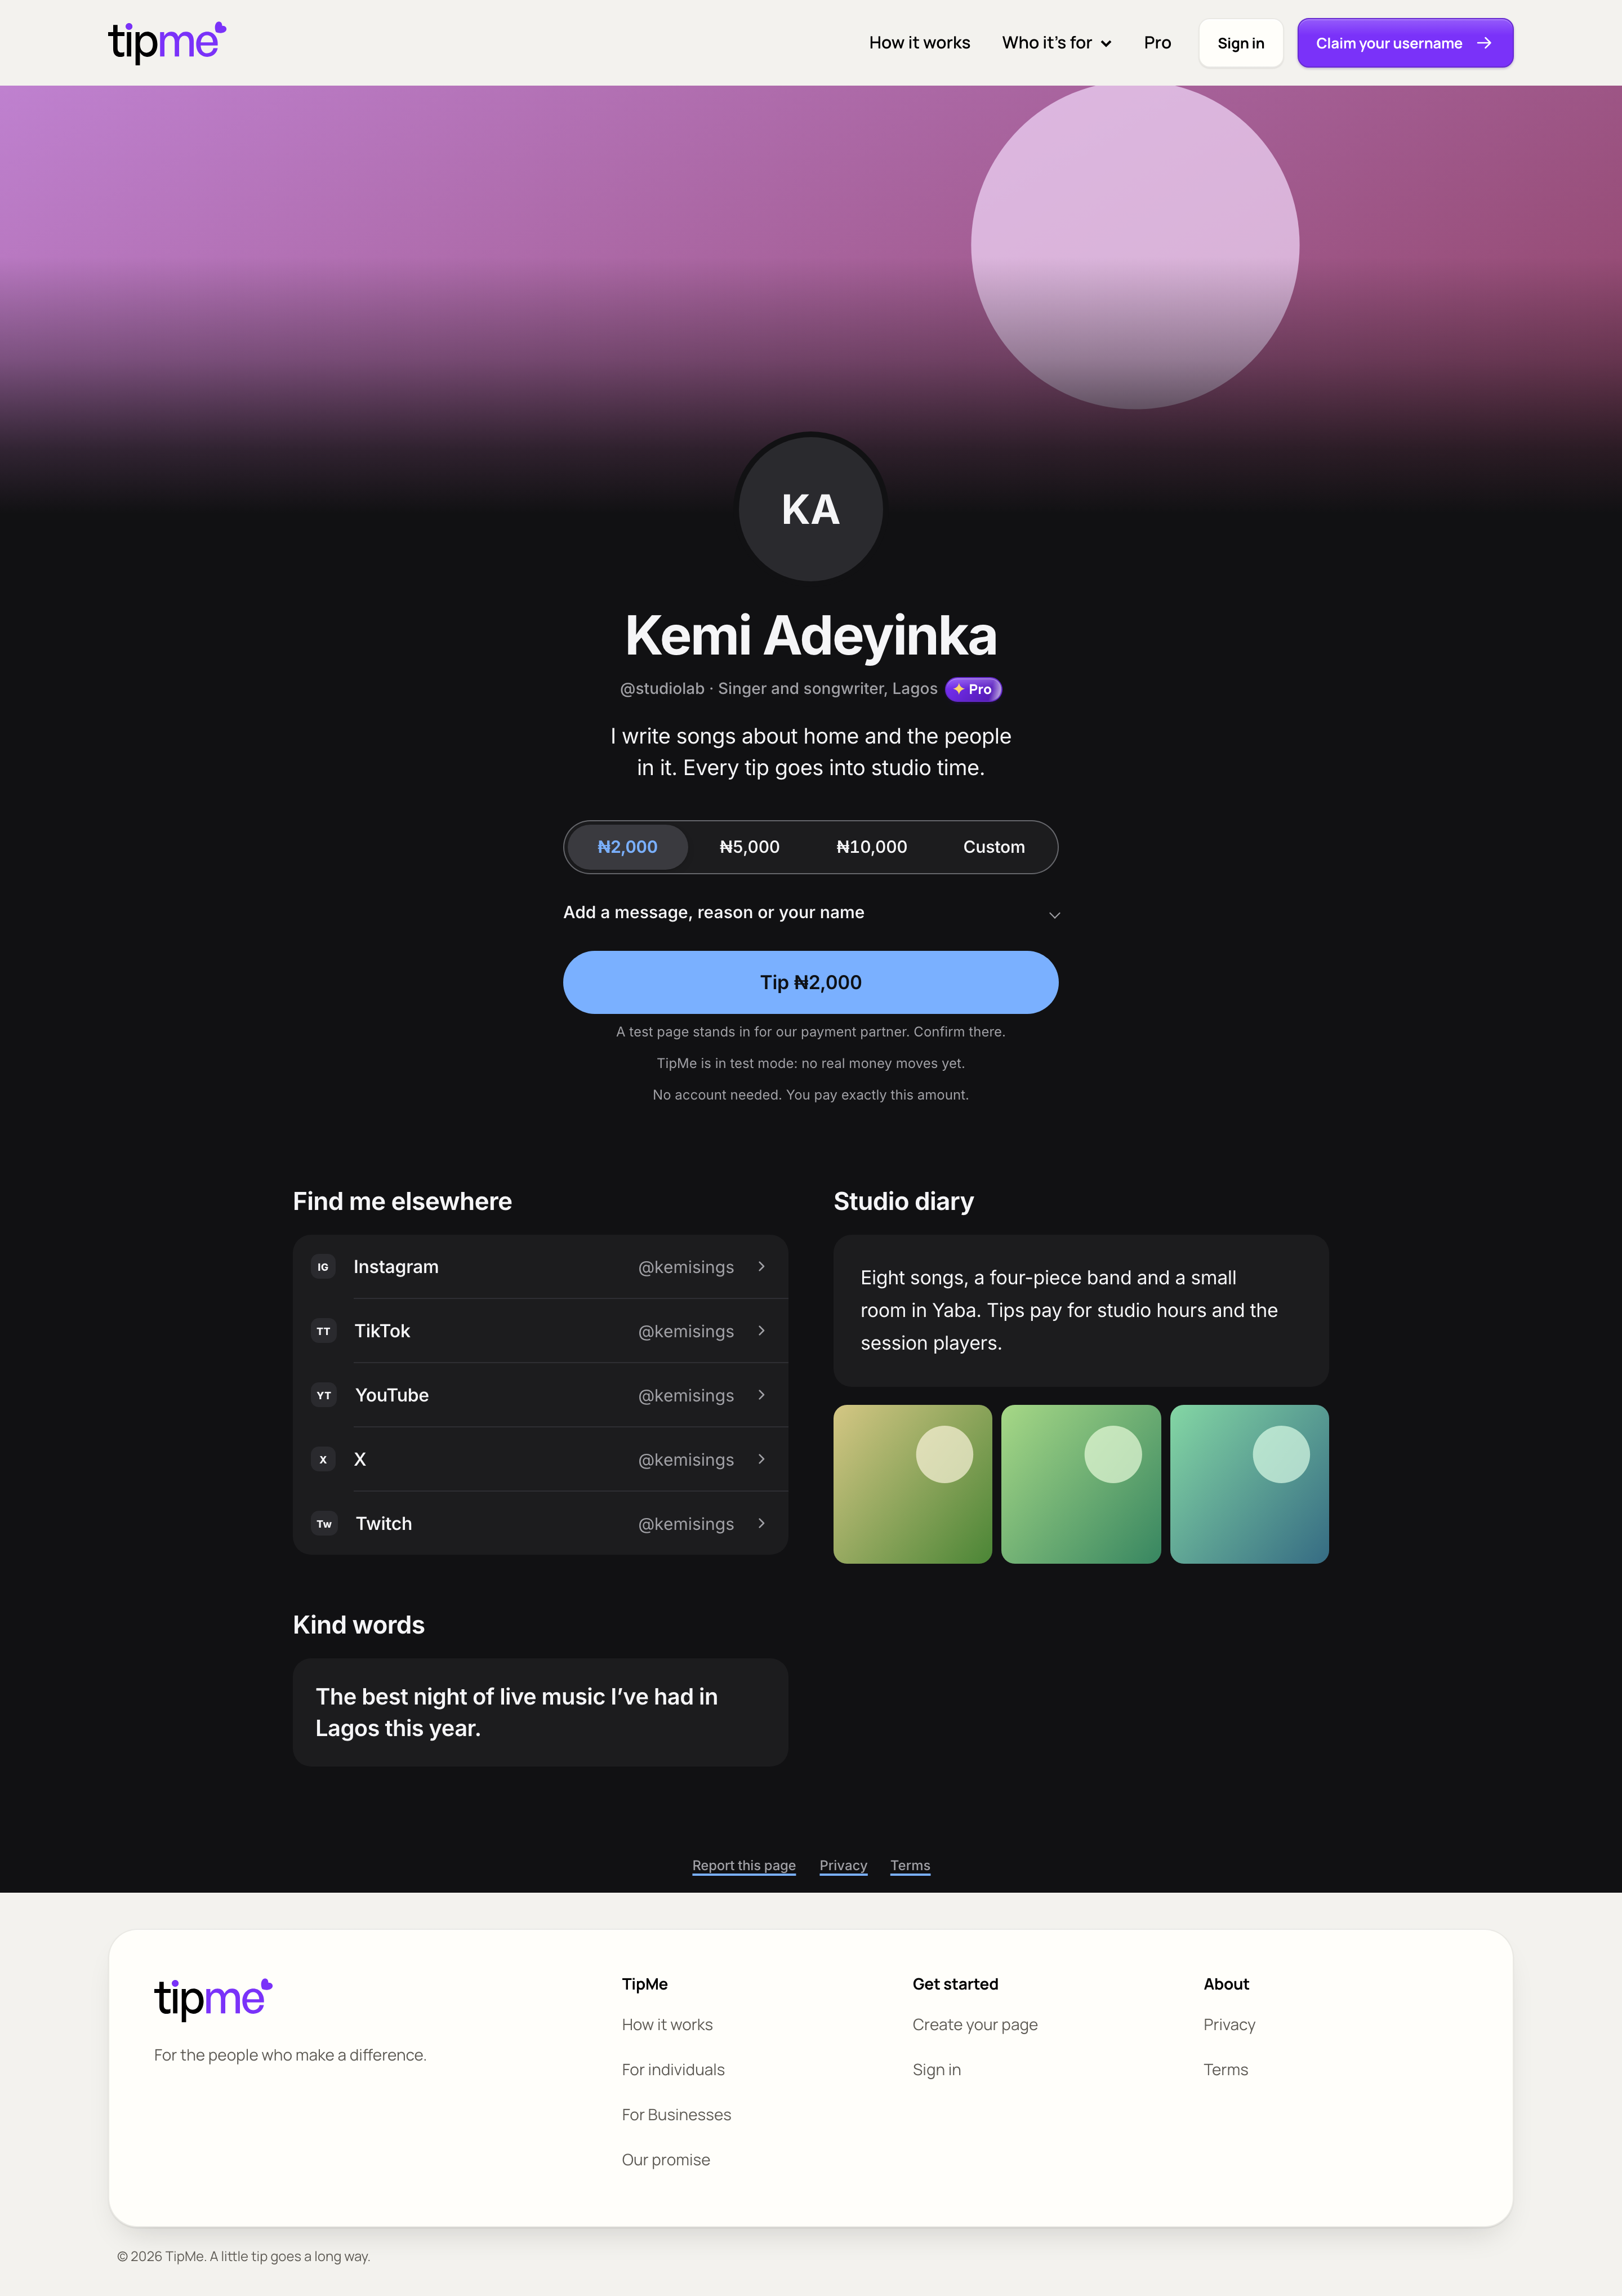 tipme
How it works
Who it's for
Pro
Sign in
Claim your username
KA
Kemi Adeyinka
@studiolab · Singer and songwriter, Lagos
Pro
I write songs about home and the people
in it. Every tip goes into studio time.
₦2,000
₦5,000
₦10,000
Custom
Add a message, reason or your name
Tip ₦2,000
A test page stands in for our payment partner. Confirm there.
TipMe is in test mode: no real money moves yet.
No account needed. You pay exactly this amount.
Find me elsewhere
IG
Instagram
@kemisings
TT
TikTok
@kemisings
YT
YouTube
@kemisings
X
X
@kemisings
Tw
Twitch
@kemisings
Studio diary
Eight songs, a four-piece band and a small
room in Yaba. Tips pay for studio hours and the
session players.
Kind words
The best night of live music I’ve had in
Lagos this year.
Report this page
Privacy
Terms
tipme
For the people who make a difference.
TipMe
How it works
For individuals
For Businesses
Our promise
Get started
Create your page
Sign in
About
Privacy
Terms
© 2026 TipMe. A little tip goes a long way.